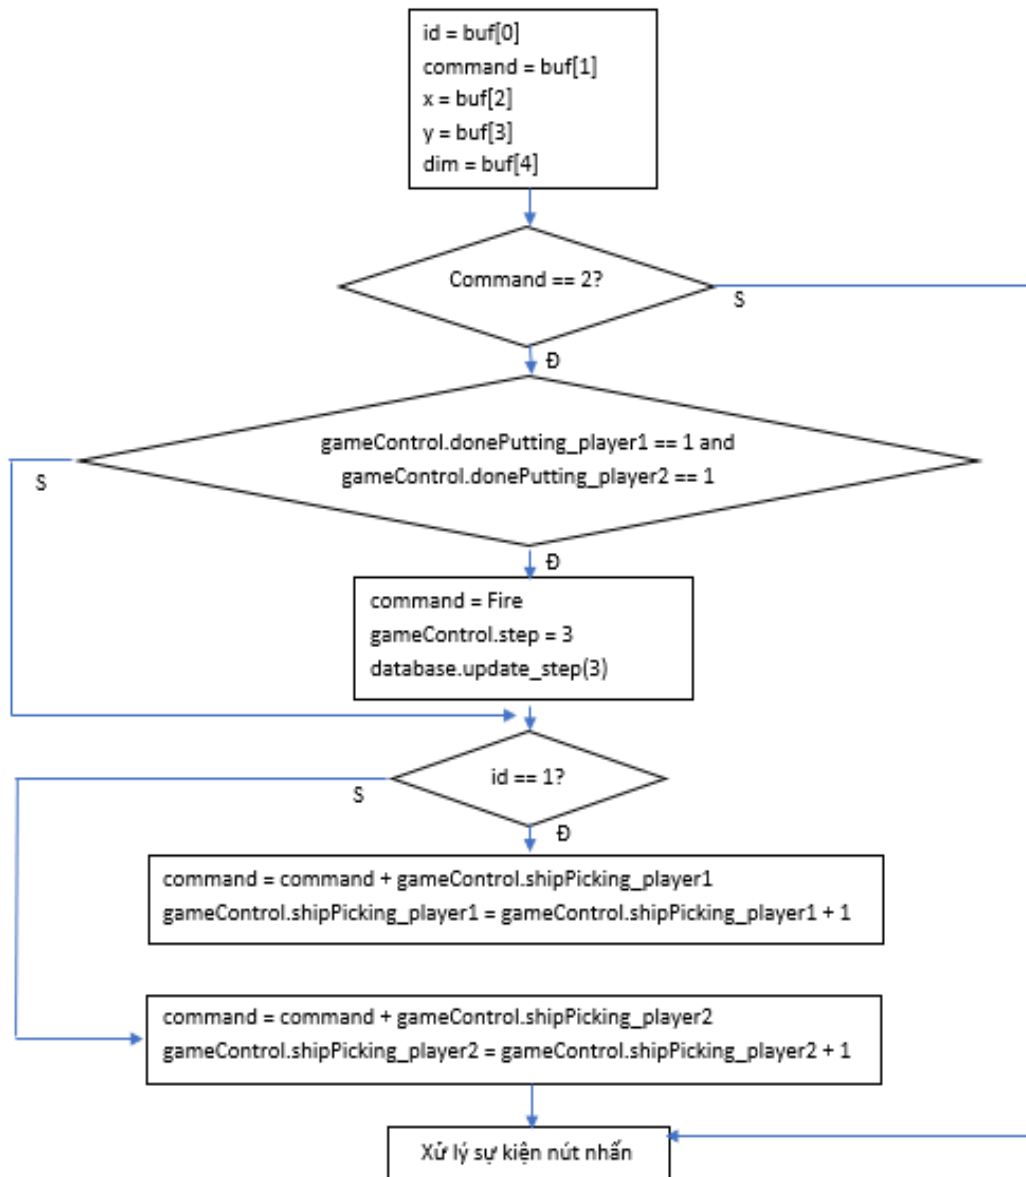 id = buf[0]
command = buf[1]
x = buf[2]
y = buf[3]
dim = buf[4]
Command == 2?
S
Đ
gameControl.donePutting_player1 == 1 and
gameControl.donePutting_player2 == 1
S
Đ
command = Fire
gameControl.step = 3
database.update_step(3)
id == 1?
S
Đ
command = command + gameControl.shipPicking_player1
gameControl.shipPicking_player1 = gameControl.shipPicking_player1 + 1
command = command + gameControl.shipPicking_player2
gameControl.shipPicking_player2 = gameControl.shipPicking_player2 + 1
Xử lý sự kiện nút nhấn